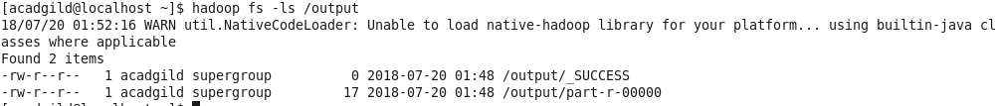 [acadgild@localhost ~]$ hadoop fs -ls /output
18/07/20 01:52:16 WARN util.NativeCodeLoader: Unable to load native-hadoop library for your platform... using builtin-java cl
asses where applicable
Found 2 items
-rw-r--r--   1 acadgild supergroup          0 2018-07-20 01:48 /output/_SUCCESS
-rw-r--r--   1 acadgild supergroup         17 2018-07-20 01:48 /output/part-r-00000